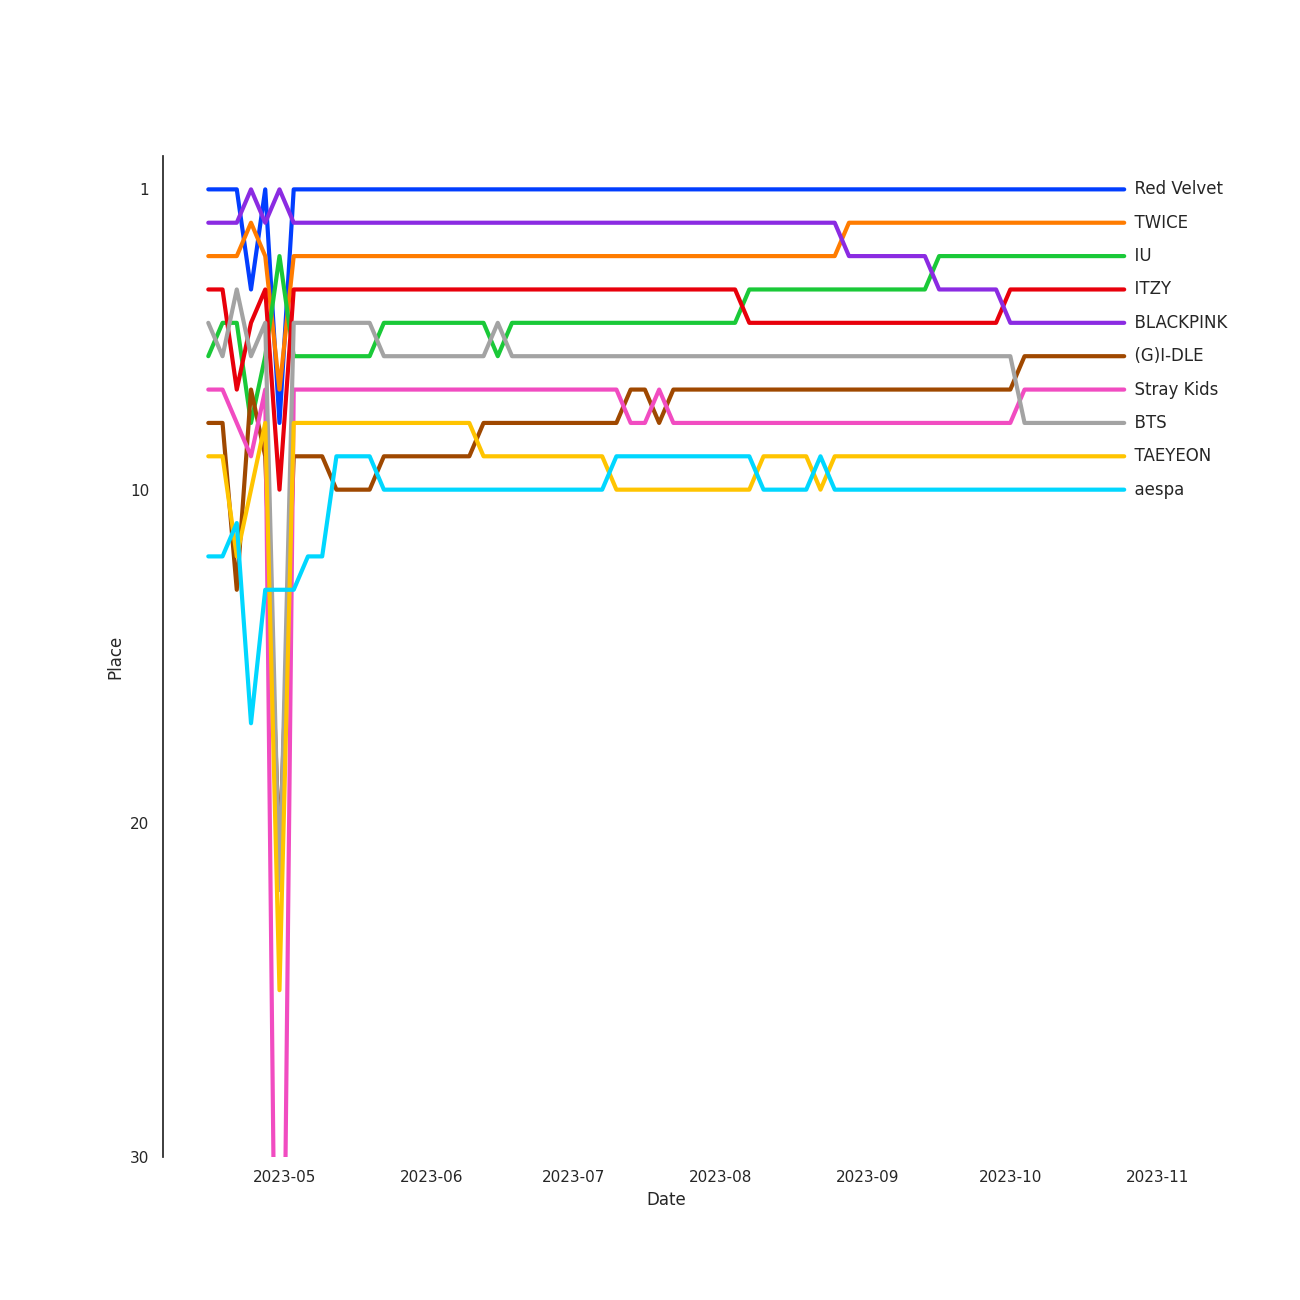 1
10
20
30
Place
Red Velvet
TWICE
IU
ITZY
BLACKPINK
(G)I-DLE
Stray Kids
BTS
TAEYEON
aespa
2023-05 2023-06 2023-07 2023-08 2023-09 2023-10 2023-11
Date